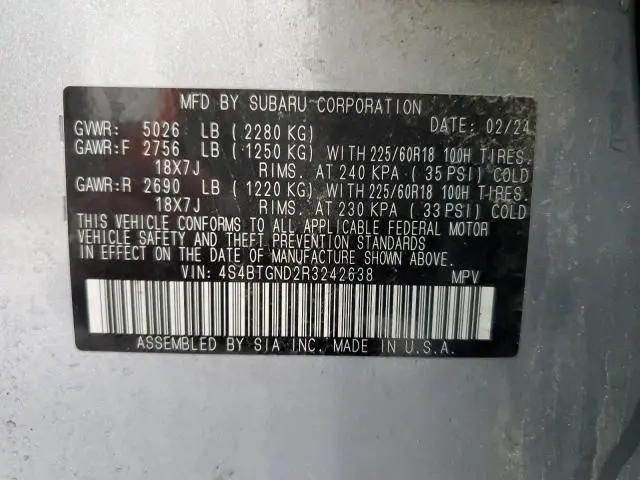 MFD BY SUBARU CORPORATION
GVWR: 5026 LB (2280 KG) DATE: 02/24
GAWR:F 2756 LB (1250 KG) WITH 225/60R18 100H TIRES.
18X7J RIMS. AT 240 KPA (35 PSI) COLD
GAWR:R 2690 LB (1220 KG) WITH 225/60R18 100H TIRES.
18X7J RIMS. AT 230 KPA (33 PSI) COLD
THIS VEHICLE CONFORMS TO ALL APPLICABLE FEDERAL MOTOR
VEHICLE SAFETY AND THEFT PREVENTION STANDARDS
IN EFFECT ON THE DATE OF MANUFACTURE SHOWN ABOVE.
VIN: 4S4BTGND2R3242638 MPV
ASSEMBLED BY SIA INC. MADE IN U.S.A.